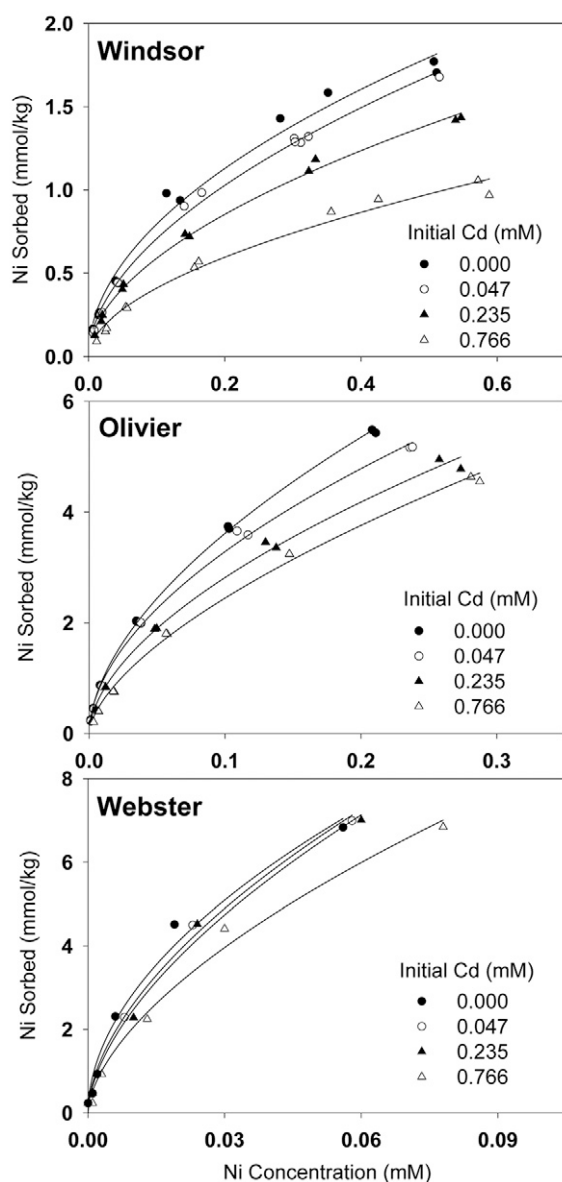 Windsor
Ni Sorbed (mmol/kg)
2.0
1.5
1.0
0.5
0.0
Initial Cd (mM)
0.000
0.047
0.235
0.766
0.0 0.2 0.4 0.6
Olivier
Ni Sorbed (mmol/kg)
6
4
2
0
Initial Cd (mM)
0.000
0.047
0.235
0.766
0.0 0.1 0.2 0.3
Webster
Ni Sorbed (mmol/kg)
8
6
4
2
0
Initial Cd (mM)
0.000
0.047
0.235
0.766
0.00 0.03 0.06 0.09
Ni Concentration (mM)